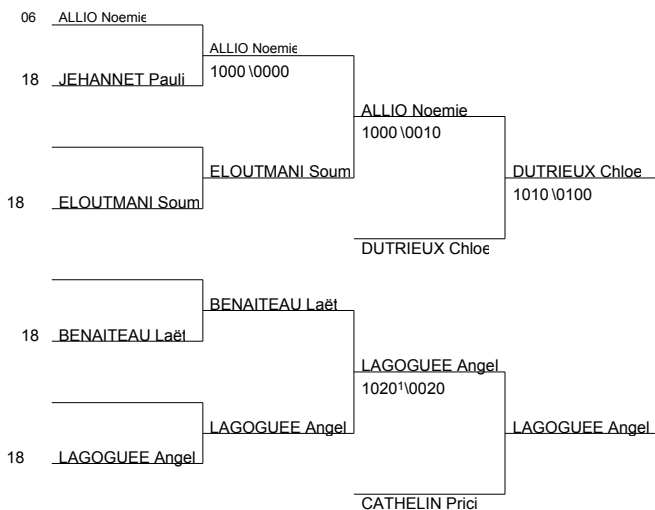 06 ALLIO Noemie
ALLIO Noemie
1000 \0000
18 JEHANNET Pauli
ALLIO Noemie
1000 \0010
ELOUTMANI Soum
DUTRIEUX Chloe
1010 \0100
18 ELOUTMANI Soum
DUTRIEUX Chloe
BENAITEAU Laët
18 BENAITEAU Laët
LAGOGUEE Angel
1020¹\0020
LAGOGUEE Angel
LAGOGUEE Angel
18 LAGOGUEE Angel
CATHELIN Prici